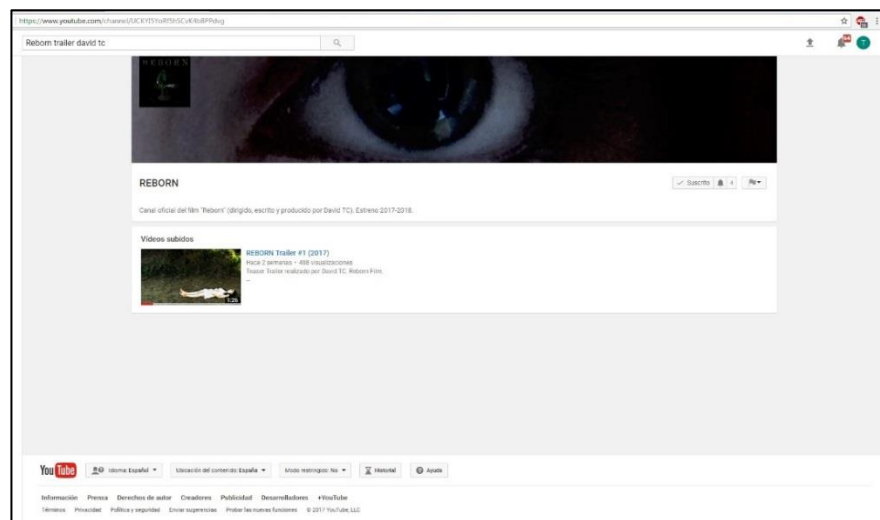 https://www.youtube.com/channel/
Reborn trailer david tc
REBORN
REBORN
Suscrito 4
Canal oficial del film "Reborn" (dirigida, escrito y producido por David TC). Estreno 2017-2018.
Vídeos subidos
REBORN Trailer #1 (2017)
Hace 2 semanas • 498 visualizaciones
Teaser Trailer realizado por David TC. Reborn Film.
...
1:26
YouTube Idioma: Español Ubicación del contenido: España Modo restringido: No Historial Ayuda
Información Prensa Derechos de autor Creadores Publicidad Desarrolladores +YouTube
Términos Privacidad Política y seguridad Enviar sugerencias Probar las nuevas funciones © 2017 YouTube, LLC